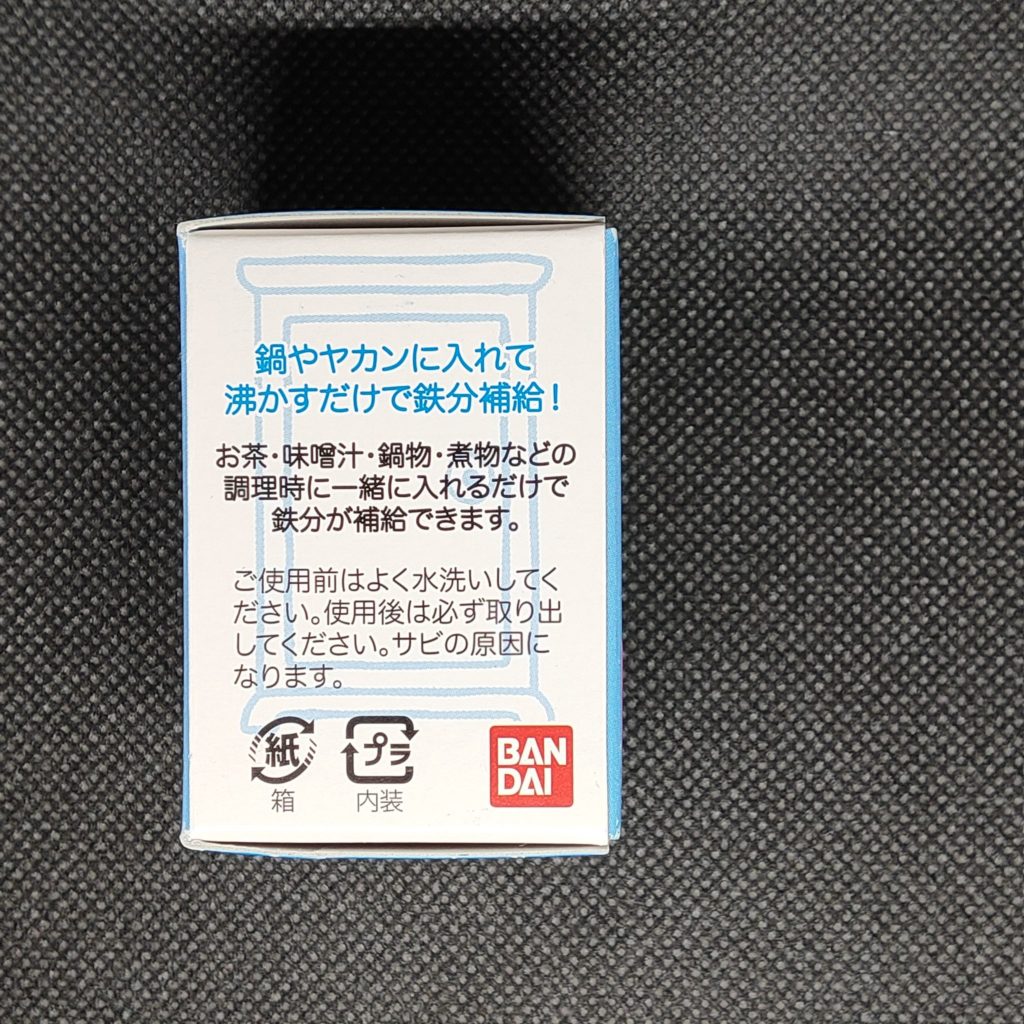 鍋やヤカンに入れて
沸かすだけで鉄分補給!
お茶・味噌汁・鍋物・煮物などの
調理時に一緒に入れるだけで
鉄分が補給できます。
ご使用前はよく水洗いしてく
ださい。使用後は必ず取り出
してください。サビの原因に
なります。
紙
プラ
BAN
DAI
箱
内装